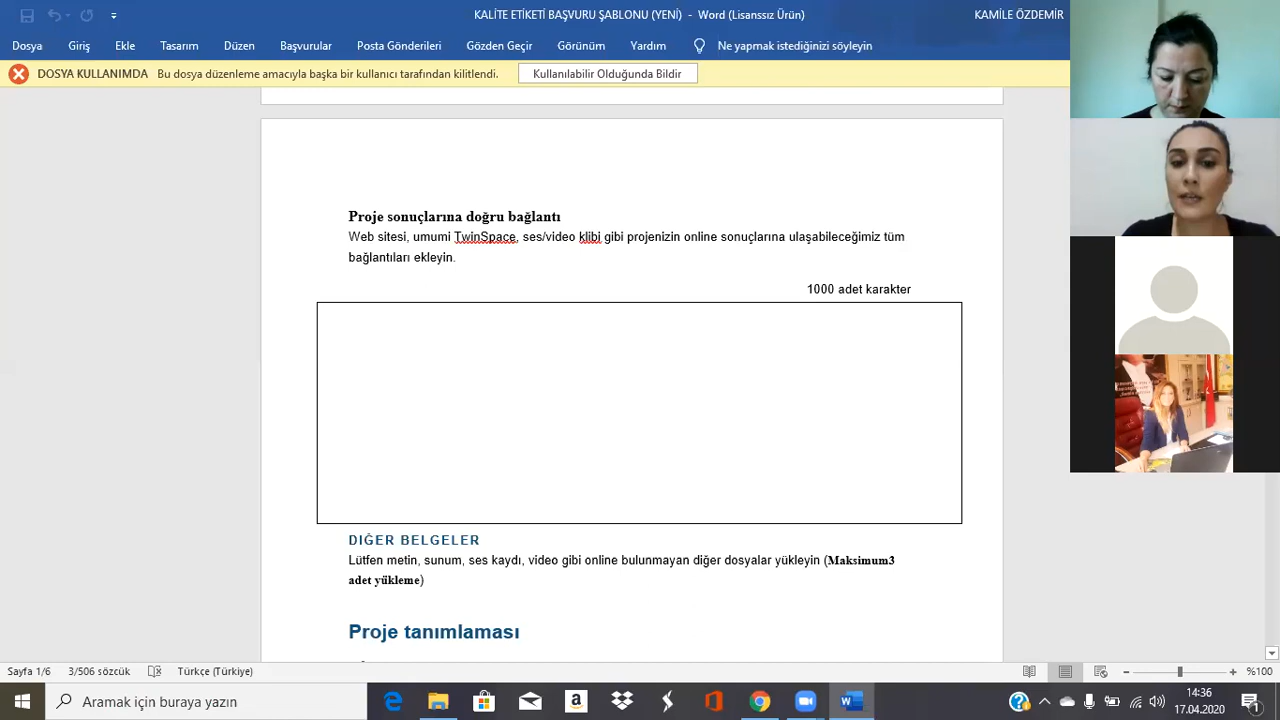 KALİTE ETİKETİ BAŞVURU ŞABLONU (YENİ) - Word (Lisanssız Ürün)
KAMİLE ÖZDEMİR
Dosya Giriş Ekle Tasarım Düzen Başvurular Posta Gönderileri Gözden Geçir Görünüm Yardım Ne yapmak istediğinizi söyleyin
DOSYA KULLANIMDA Bu dosya düzenleme amacıyla başka bir kullanıcı tarafından kilitlendi. Kullanılabilir Olduğunda Bildir
Proje sonuçlarına doğru bağlantı
Web sitesi, umumi TwinSpace, ses/video klibi gibi projenizin online sonuçlarına ulaşabileceğimiz tüm
bağlantıları ekleyin.
1000 adet karakter
DIĞER BELGELER
Lütfen metin, sunum, ses kaydı, video gibi online bulunmayan diğer dosyalar yükleyin (Maksimum3
adet yükleme)
Proje tanımlaması
Sayfa 1/6 3/506 sözcük Türkçe (Türkiye) %100
Aramak için buraya yazın
14:36
17.04.2020
1